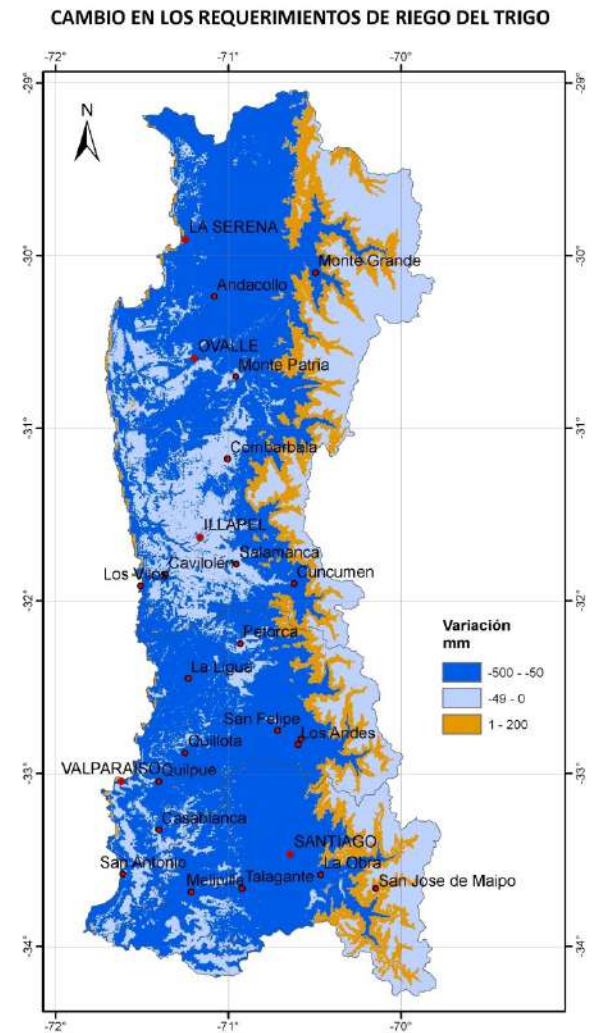 CAMBIO EN LOS REQUERIMIENTOS DE RIEGO DEL TRIGO
-72°
-71°
-70°
-29°
-29°
N
LA SERENA
-30°
-30°
Monte Grande
Andacollo
OVALLE
Monte Patria
-31°
-31°
Combarbala
ILLAPEL
Salamanca
Cavilolén
Los Vilos
Cuncumen
-32°
-32°
Petorca
Variación
mm
La Ligua
-500 - -50
-49 - 0
1 - 200
San Felipe
Los Andes
Quillota
-33°
-33°
VALPARAISO
Quilpue
Casablanca
SANTIAGO
San Antonio
La Obra
Melipilla
Talagante
San Jose de Maipo
-34°
-34°
-72°
-71°
-70°